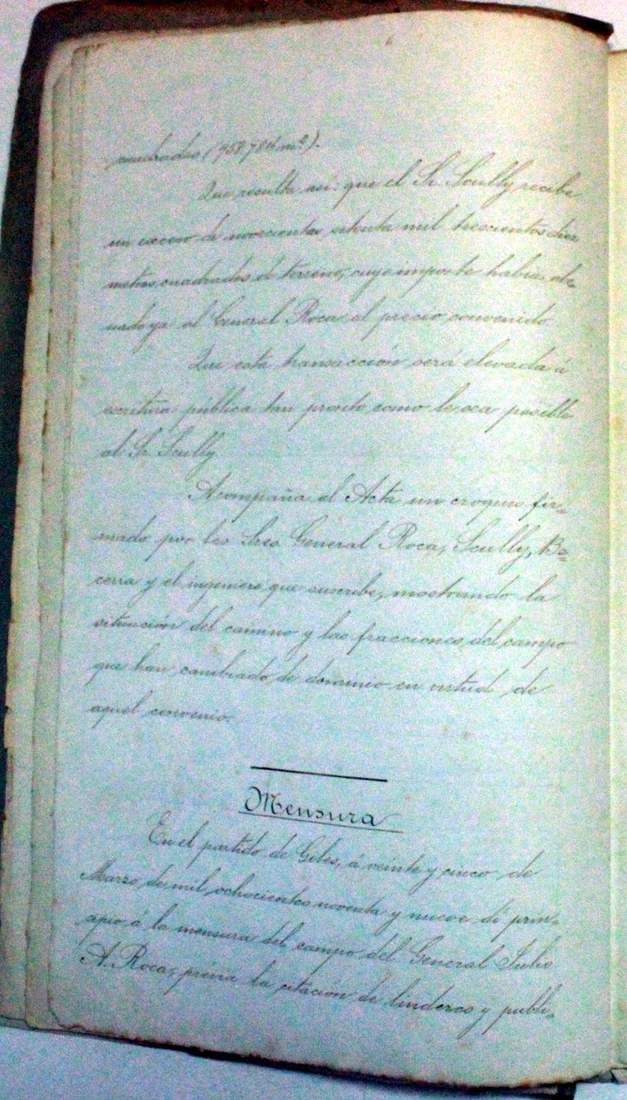 cuadrados (958.784 m²).
Que resulta así: que el Sr. Scully recibe
un exceso de novecientos setenta mil trescientos diez
metros cuadrados de terreno, cuyo importe habría abo-
nado ya al General Roca al precio convenido.
Que esta transacción será elevada á
escritura pública tan pronto como le sea posible
al Sr. Scully.
Acompaña al Acta un croquis fir-
mado por los Sres General Roca, Scully, Be-
cerra y el ingeniero que suscribe, mostrando la
situación del camino y las fracciones del campo
que han cambiado de dominio en virtud de
aquel convenio.
Mensura
En el partido de Giles, á veinte y cinco de
Marzo de mil ochocientos noventa y nueve di prin-
cipio á la mensura del campo del General Julio
A. Roca, previa la citación de linderos y publi-